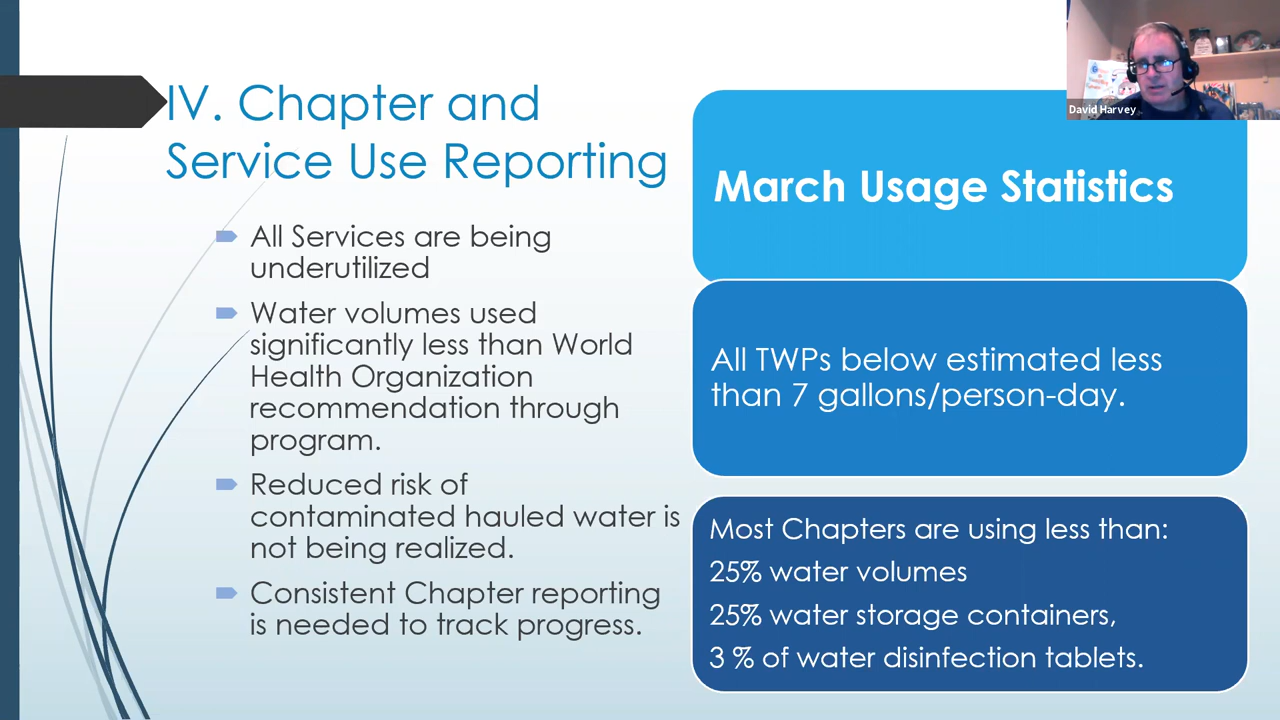 IV. Chapter and
Service Use Reporting
All Services are being
underutilized
Water volumes used
significantly less than World
Health Organization
recommendation through
program.
Reduced risk of
contaminated hauled water is
not being realized.
Consistent Chapter reporting
is needed to track progress.
David Harvey
March Usage Statistics
All TWPs below estimated less
than 7 gallons/person-day.
Most Chapters are using less than:
25% water volumes
25% water storage containers,
3 % of water disinfection tablets.